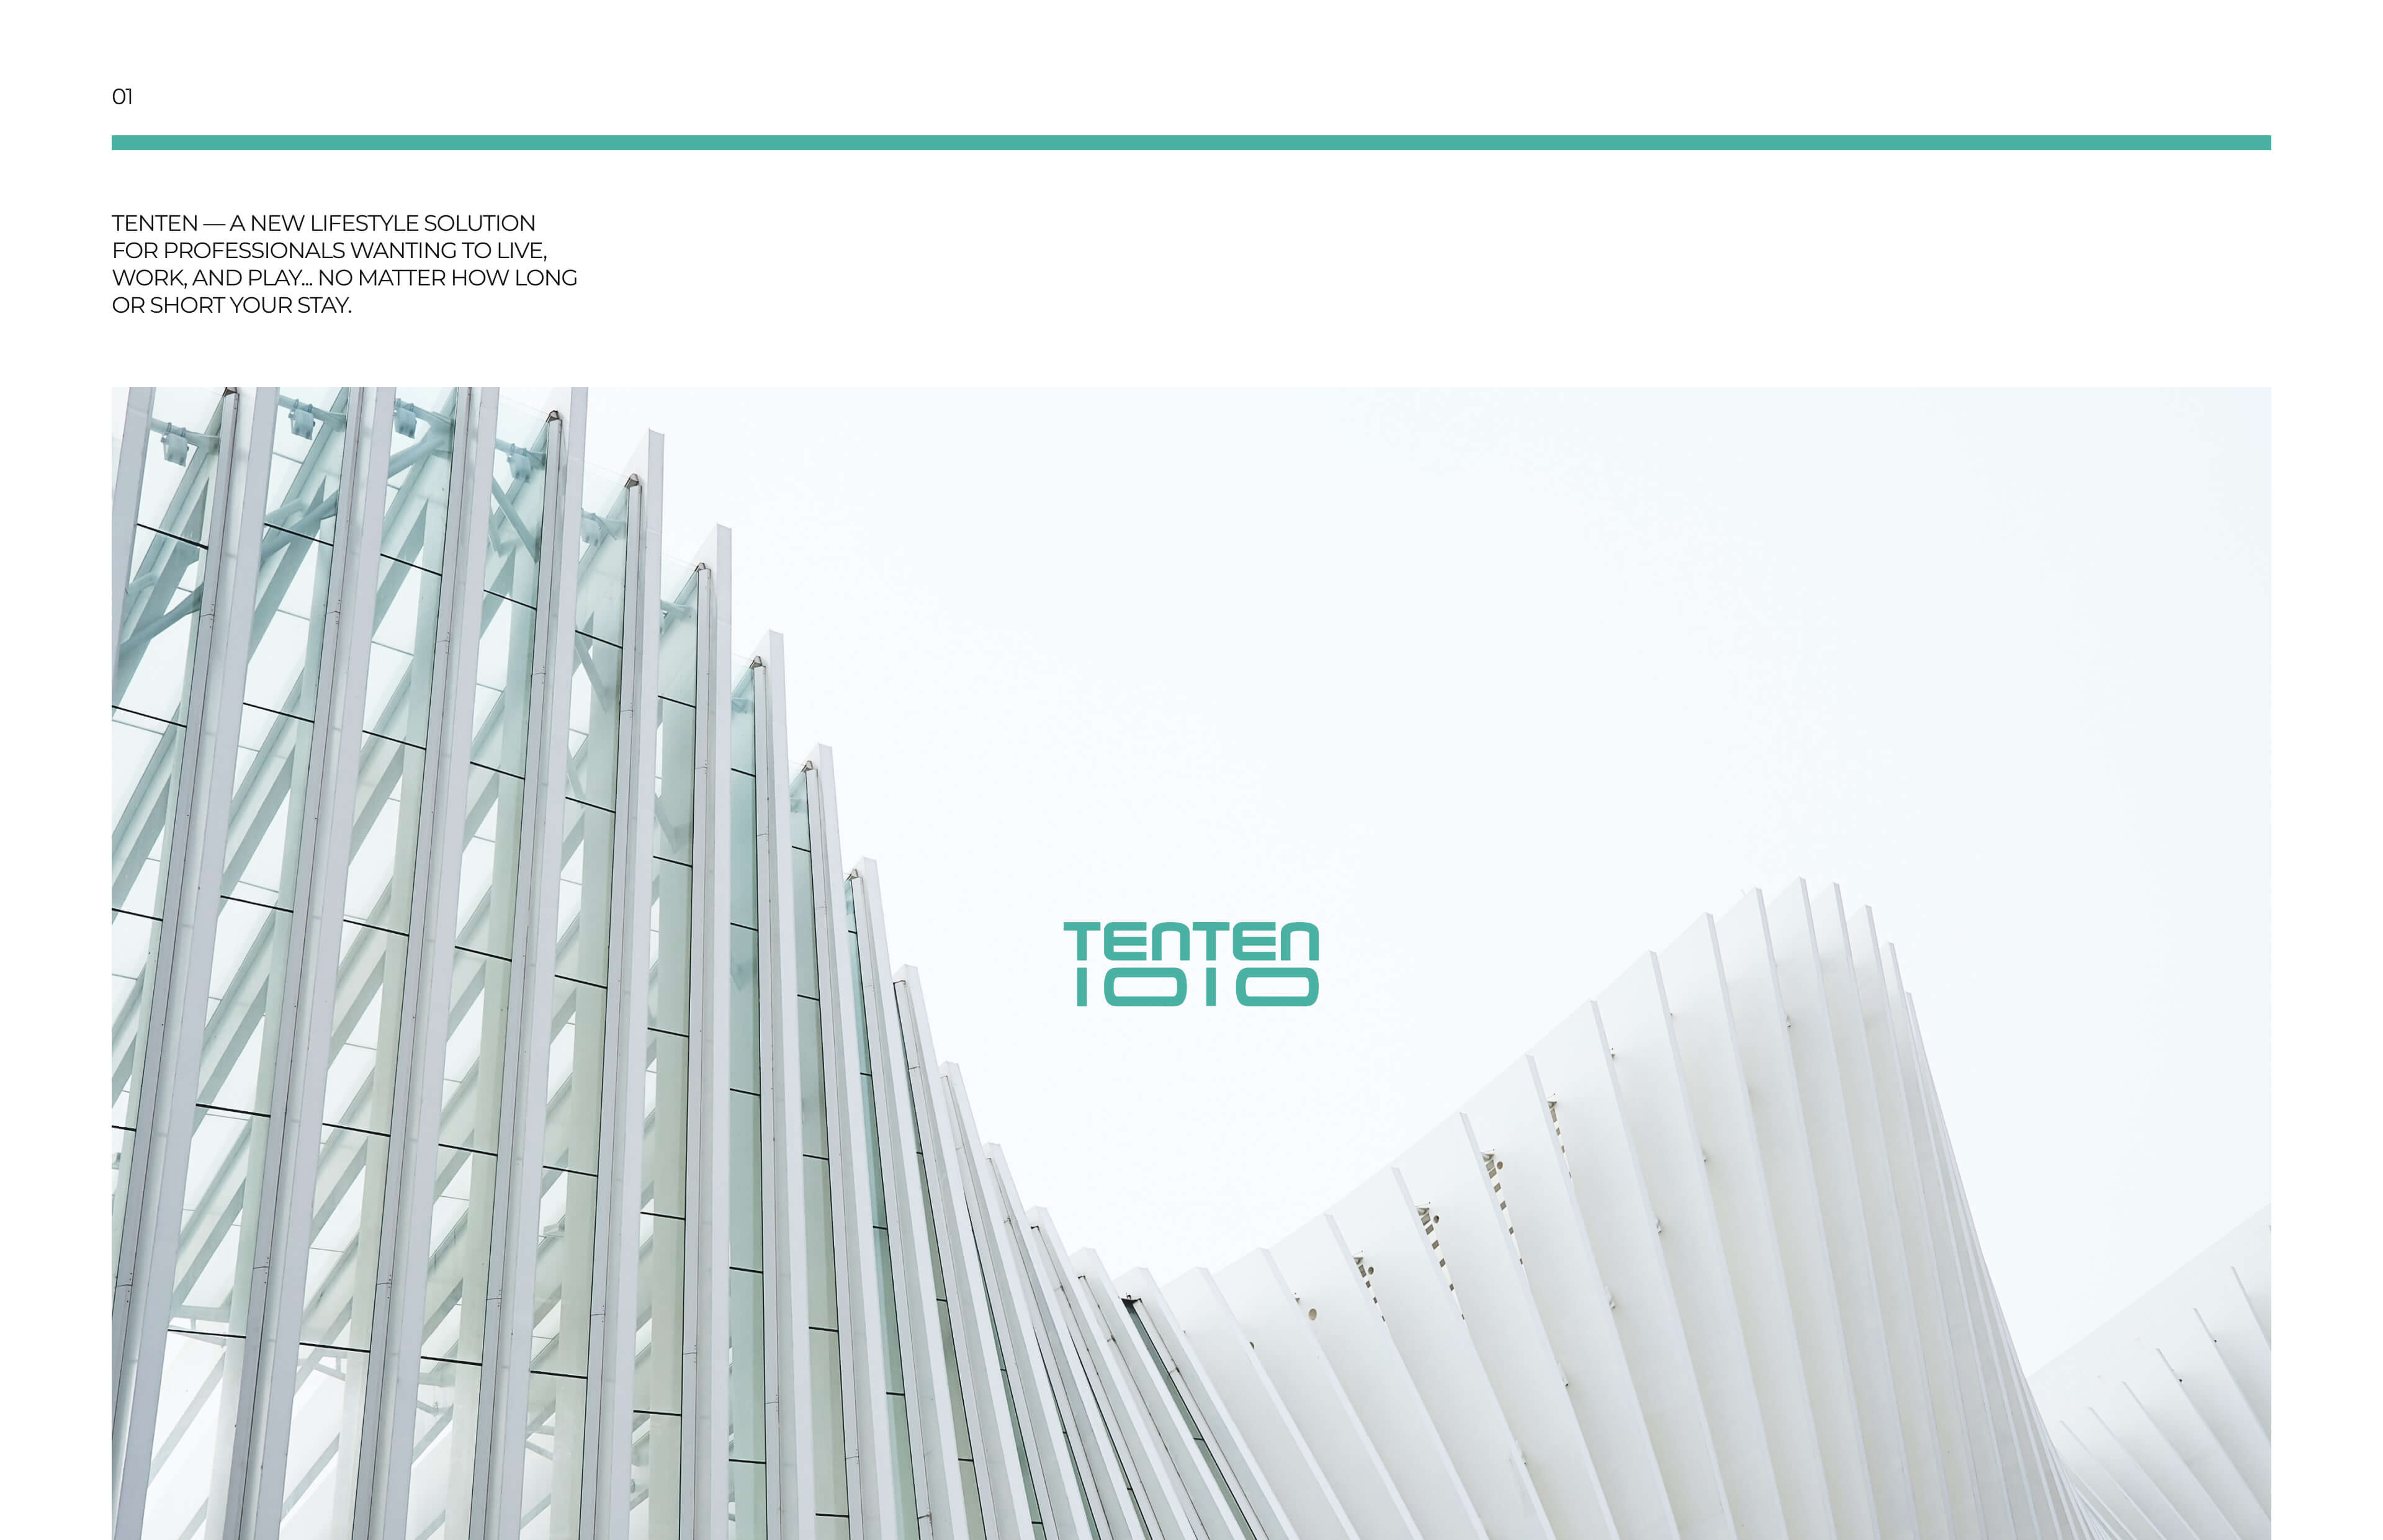 01
TENTEN — A NEW LIFESTYLE SOLUTION
FOR PROFESSIONALS WANTING TO LIVE,
WORK, AND PLAY... NO MATTER HOW LONG
OR SHORT YOUR STAY.
TENTEN
1010